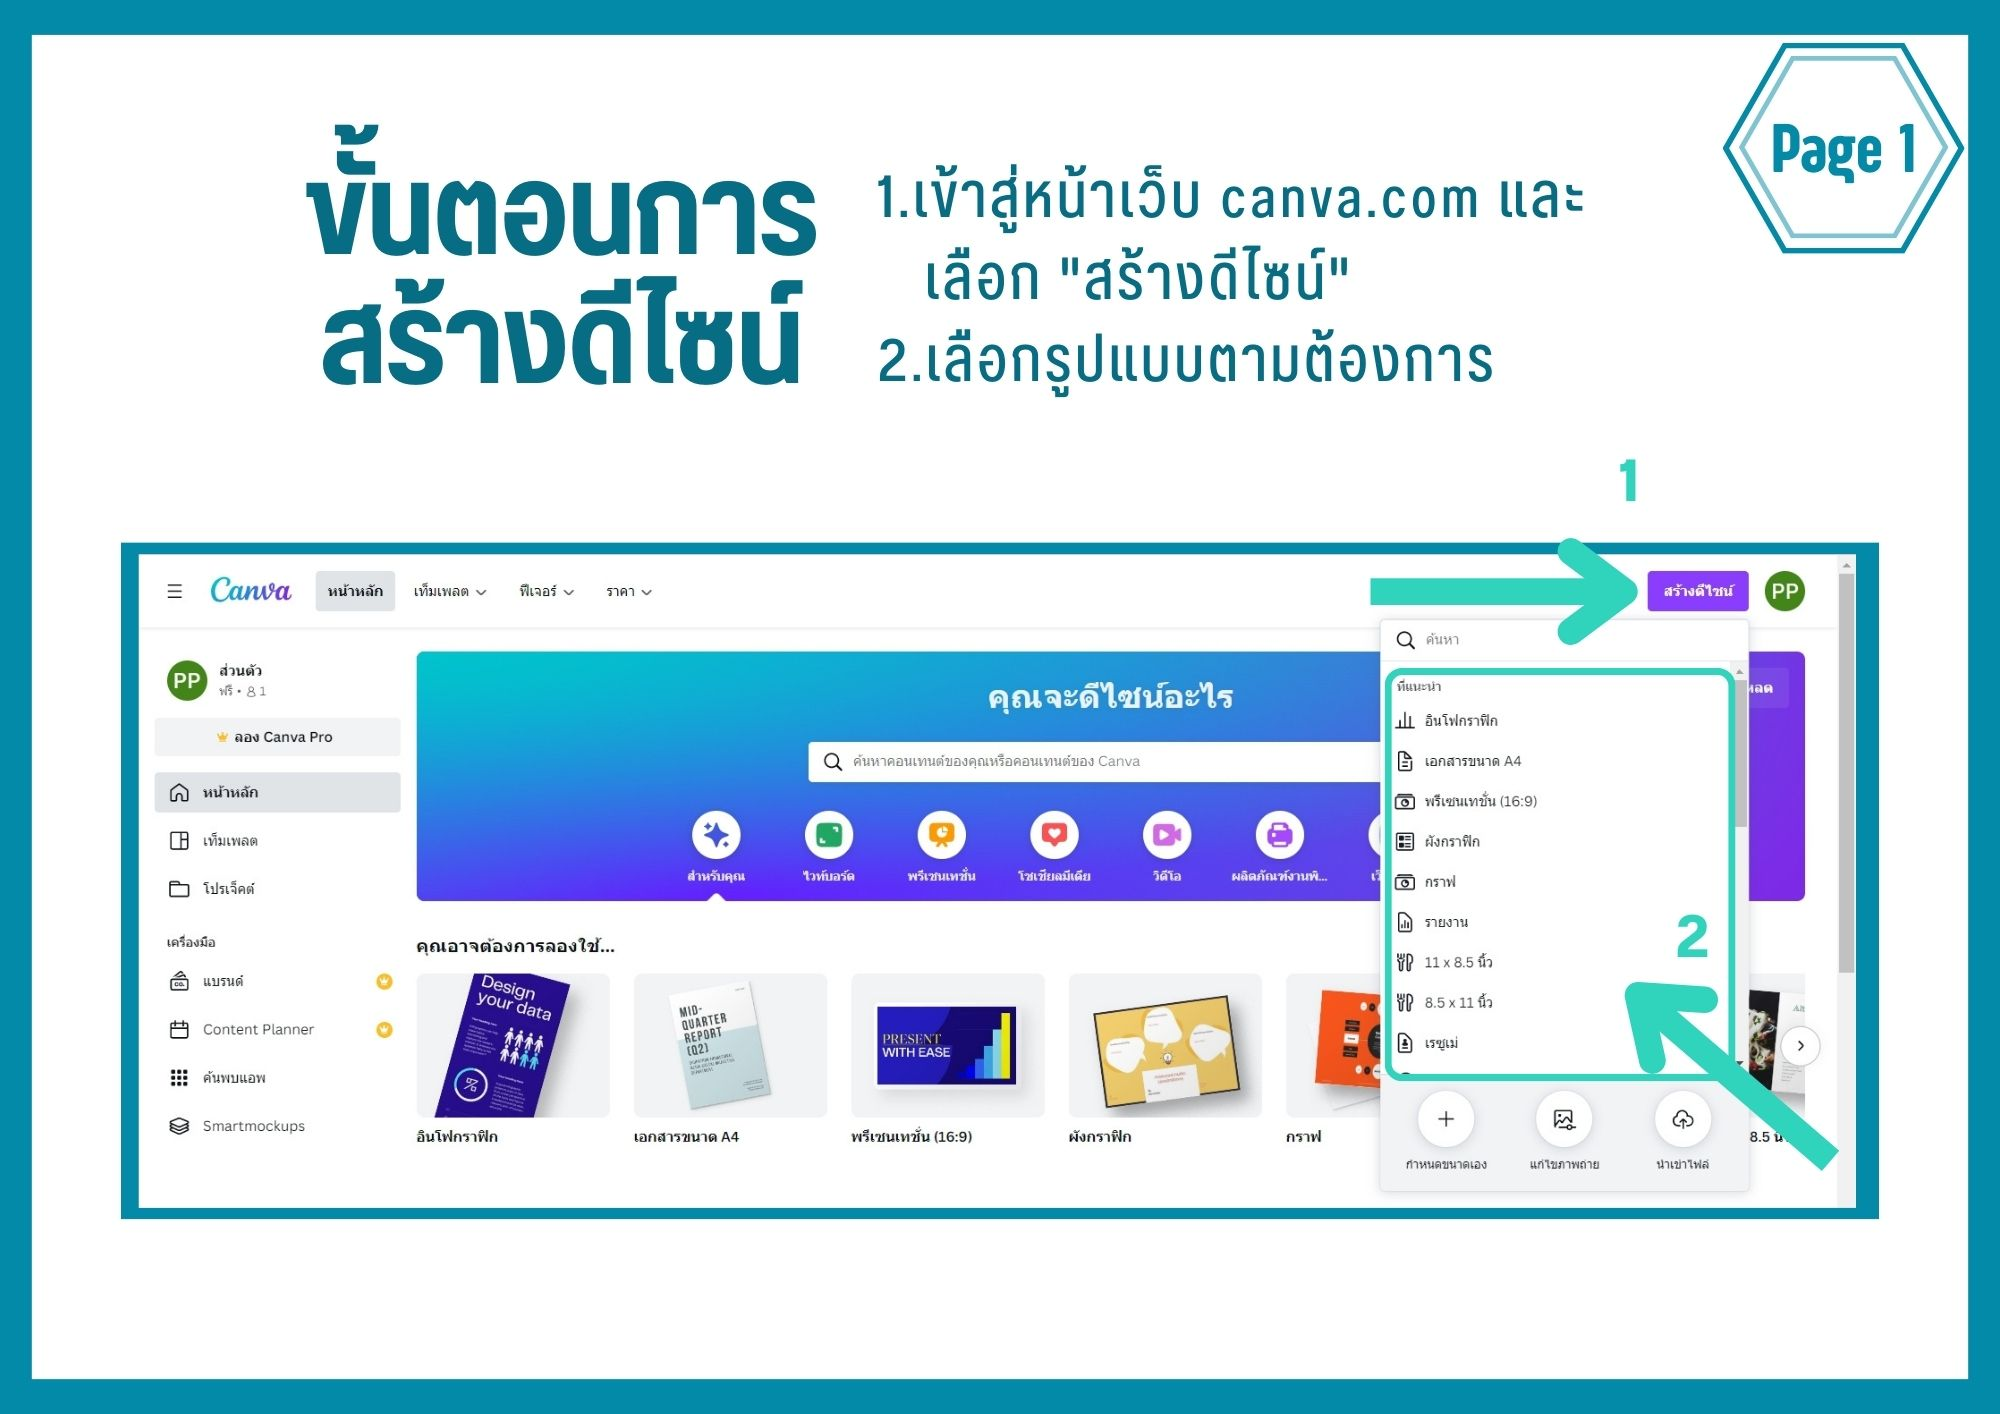 Page 1
ขั้นตอนการ
สร้างดีไซน์
1.เข้าสู่หน้าเว็บ canva.com และ
เลือก "สร้างดีไซน์"
2.เลือกรูปแบบตามต้องการ
1
Canva
หน้าหลัก
เท็มเพลต
ฟีเจอร์
ราคา
สร้างดีไซน์
PP
PP
ส่วนตัว
ฟรี • 1
ลอง Canva Pro
หน้าหลัก
เท็มเพลต
โปรเจ็คต์
เครื่องมือ
แบรนด์
Content Planner
ค้นพบแอพ
Smartmockups
คุณจะดีไซน์อะไร
ค้นหาคอนเทนต์ของคุณหรือคอนเทนต์ของ Canva
สำหรับคุณ
ไวท์บอร์ด
พรีเซนเทชั่น
โซเชียลมีเดีย
วิดีโอ
ผลิตภัณฑ์งานพิ...
คุณอาจต้องการลองใช้...
Design
your data
MID-
QUARTER
REPORT
(Q2)
PRESENT
WITH EASE
อินโฟกราฟิก
เอกสารขนาด A4
พรีเซนเทชั่น (16:9)
ผังกราฟิก
กราฟ
8.5 นิ้
ค้นหา
ที่แนะนำ
อินโฟกราฟิก
เอกสารขนาด A4
พรีเซนเทชั่น (16:9)
ผังกราฟิก
กราฟ
รายงาน
11 x 8.5 นิ้ว
8.5 x 11 นิ้ว
เรซูเม่
2
กำหนดขนาดเอง
แก้ไขภาพถ่าย
นำเข้าไฟล์